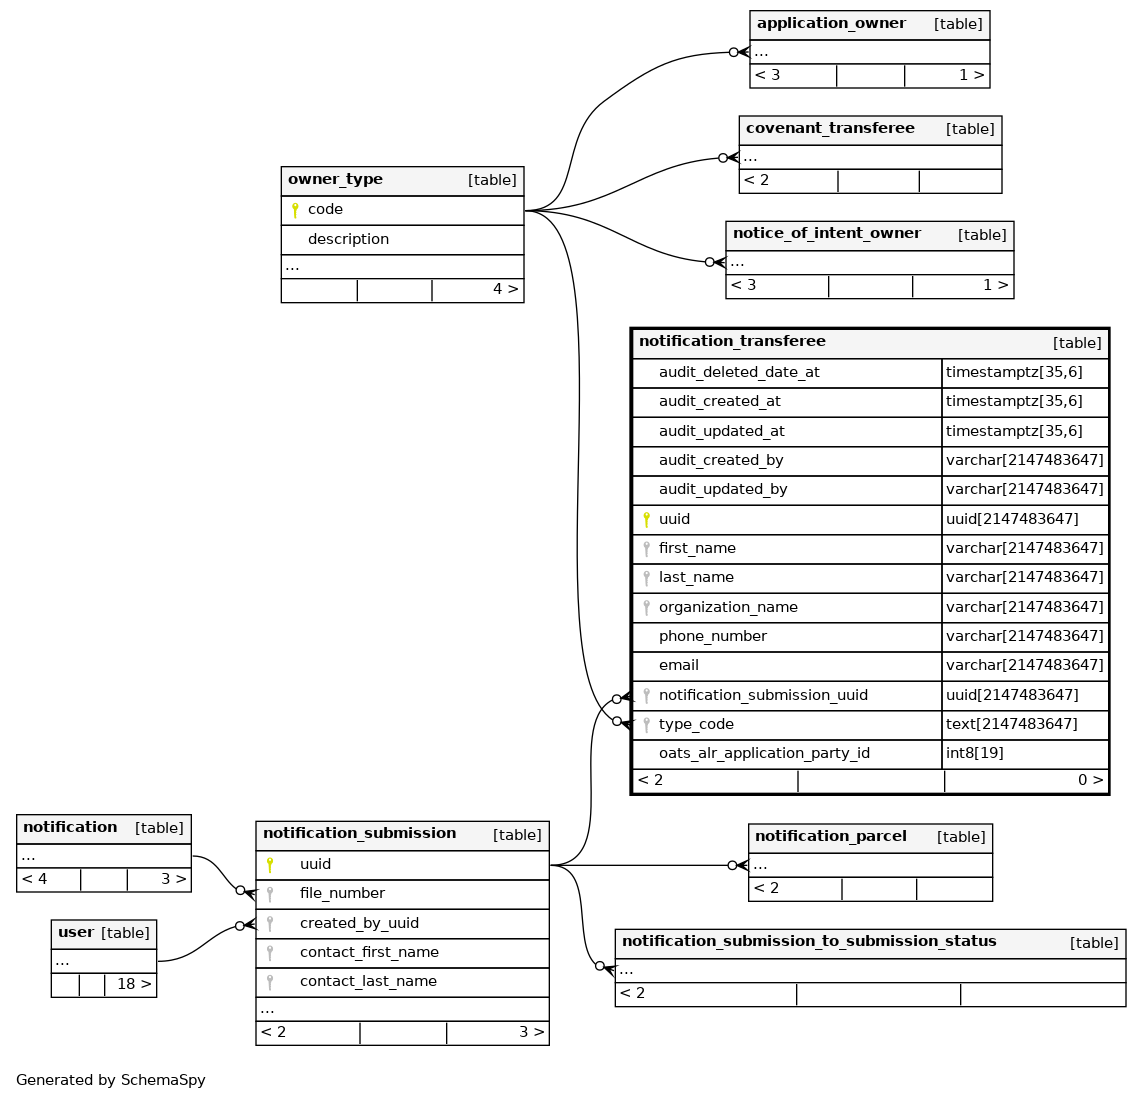 application_owner [table]
...
< 3 1 >
covenant_transferee [table]
...
< 2
owner_type [table]
code
description
...
4 >
notice_of_intent_owner [table]
...
< 3 1 >
notification_transferee [table]
audit_deleted_date_at timestamptz[35,6]
audit_created_at timestamptz[35,6]
audit_updated_at timestamptz[35,6]
audit_created_by varchar[2147483647]
audit_updated_by varchar[2147483647]
uuid uuid[2147483647]
first_name varchar[2147483647]
last_name varchar[2147483647]
organization_name varchar[2147483647]
phone_number varchar[2147483647]
email varchar[2147483647]
notification_submission_uuid uuid[2147483647]
type_code text[2147483647]
oats_alr_application_party_id int8[19]
< 2 0 >
notification [table]
...
< 4 3 >
user [table]
...
18 >
notification_submission [table]
uuid
file_number
created_by_uuid
contact_first_name
contact_last_name
...
< 2 3 >
notification_parcel [table]
...
< 2
notification_submission_to_submission_status [table]
...
< 2
Generated by SchemaSpy